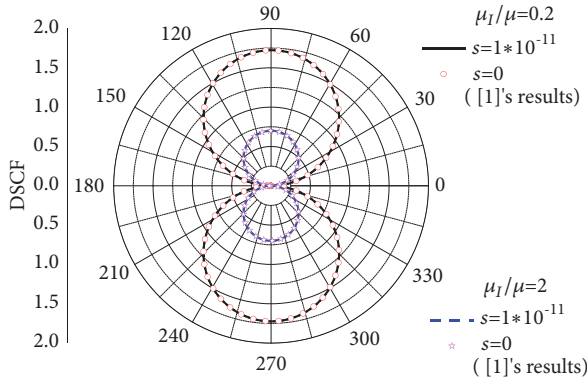 90
120
60
150
30
180
0
210
330
240
300
270
2.0
1.5
1.0
0.5
0.0
0.5
1.0
1.5
2.0
DSCF
μ_I/μ=0.2
s=1*10^-11
s=0
( [1]'s results)
μ_I/μ=2
s=1*10^-11
s=0
( [1]'s results)